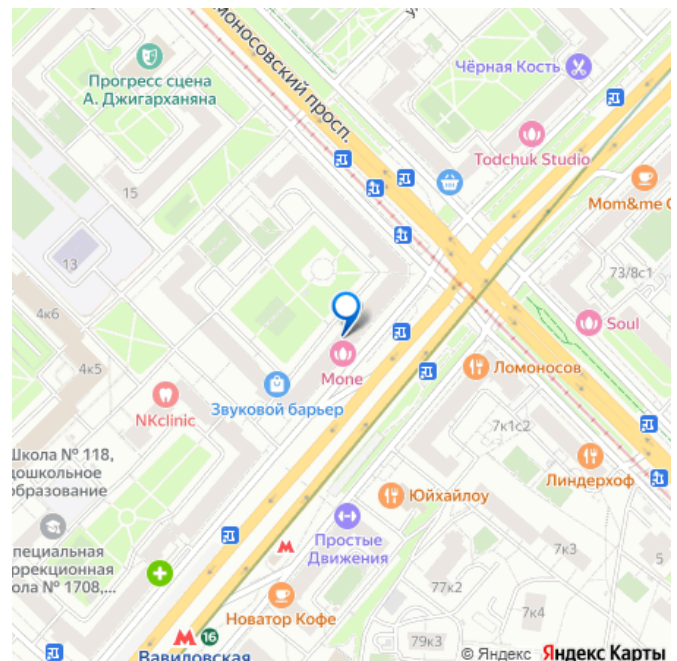 моносовский просп.
Прогресс сцена
А. Джигарханяна
Чёрная Кость
Todchuk Studio
Mom&me C
15
13
4к6
4к5
73/8с1
Soul
Mone
Ломоносов
Звуковой барьер
NKclinic
7к1с2
Линдерхоф
Школа № 118,
дошкольное
образование
Юйхайлоу
Простые
Движения
пециальная
оррекционная
ола № 1708,...
7к3
5
77к2
Новатор Кофе
7к4
79к3
16
Вавиловская
© Яндекс Яндекс Карты